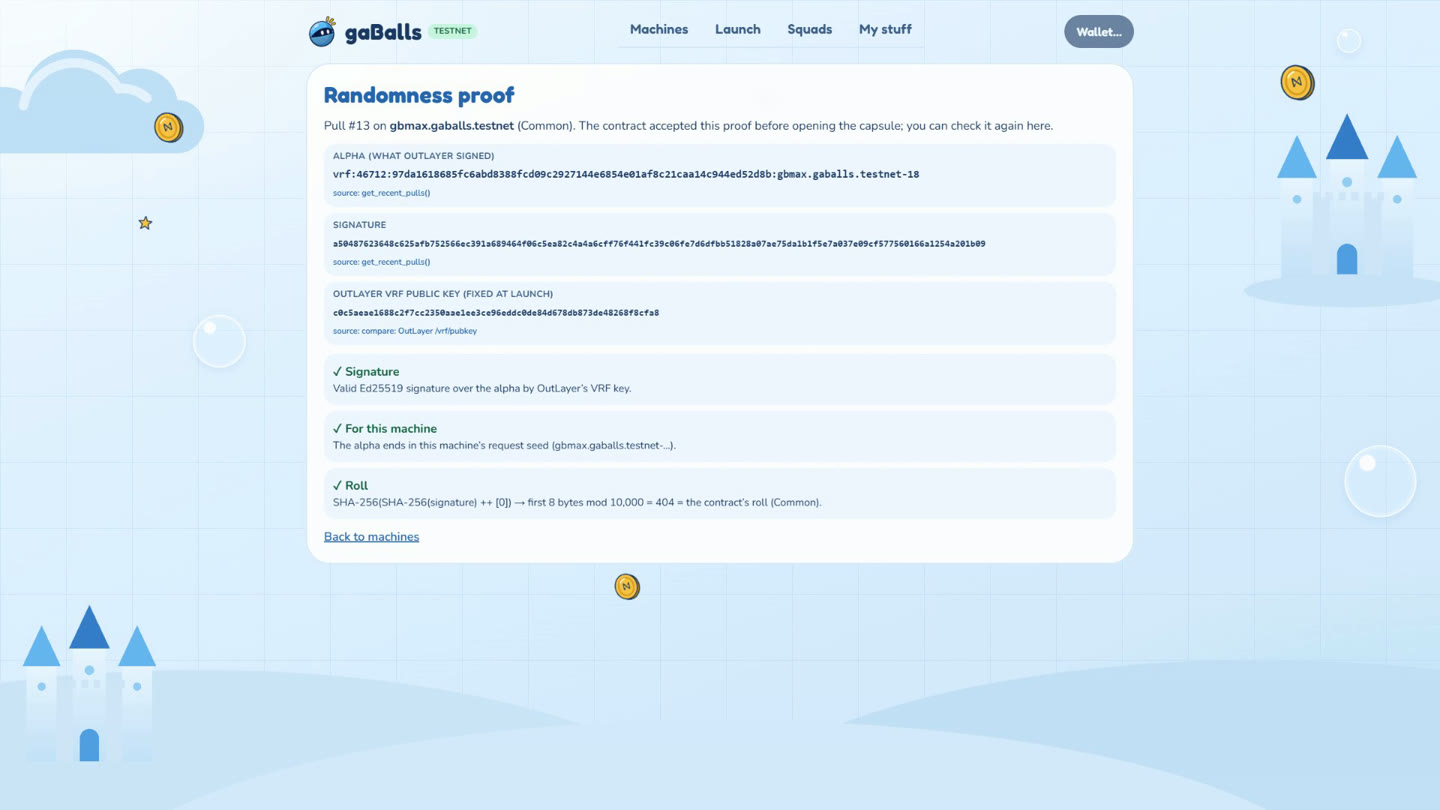 gaBalls TESTNET Machines Launch Squads My stuff Wallet...
Randomness proof
Pull #13 on gbmax.gaballs.testnet (Common). The contract accepted this proof before opening the capsule; you can check it again here.
ALPHA (WHAT OUTLAYER SIGNED)
vrf:46712:97da1618685fc6abd8388fcd09c2927144e6854e01af8c21caa14c944ed52d8b:gbmax.gaballs.testnet-18
source: get_recent_pulls()
SIGNATURE
a50487623648c625afb752566ec391a689464f06c5ea82c4a4a6cff76f441fc39c06fe7d6dfbb51828a07ae75da1b1f5e7a037e09cf577560166a1254a201b09
source: get_recent_pulls()
OUTLAYER VRF PUBLIC KEY (FIXED AT LAUNCH)
c0c5aeae1688c2f7cc2350aae1ee3ce96eddc0de84d678db873de48268f8cfa8
source: compare: OutLayer /vrf/pubkey
✓ Signature
Valid Ed25519 signature over the alpha by OutLayer's VRF key.
✓ For this machine
The alpha ends in this machine's request seed (gbmax.gaballs.testnet-...).
✓ Roll
SHA-256(SHA-256(signature) ++ [0]) → first 8 bytes mod 10,000 = 404 = the contract's roll (Common).
Back to machines